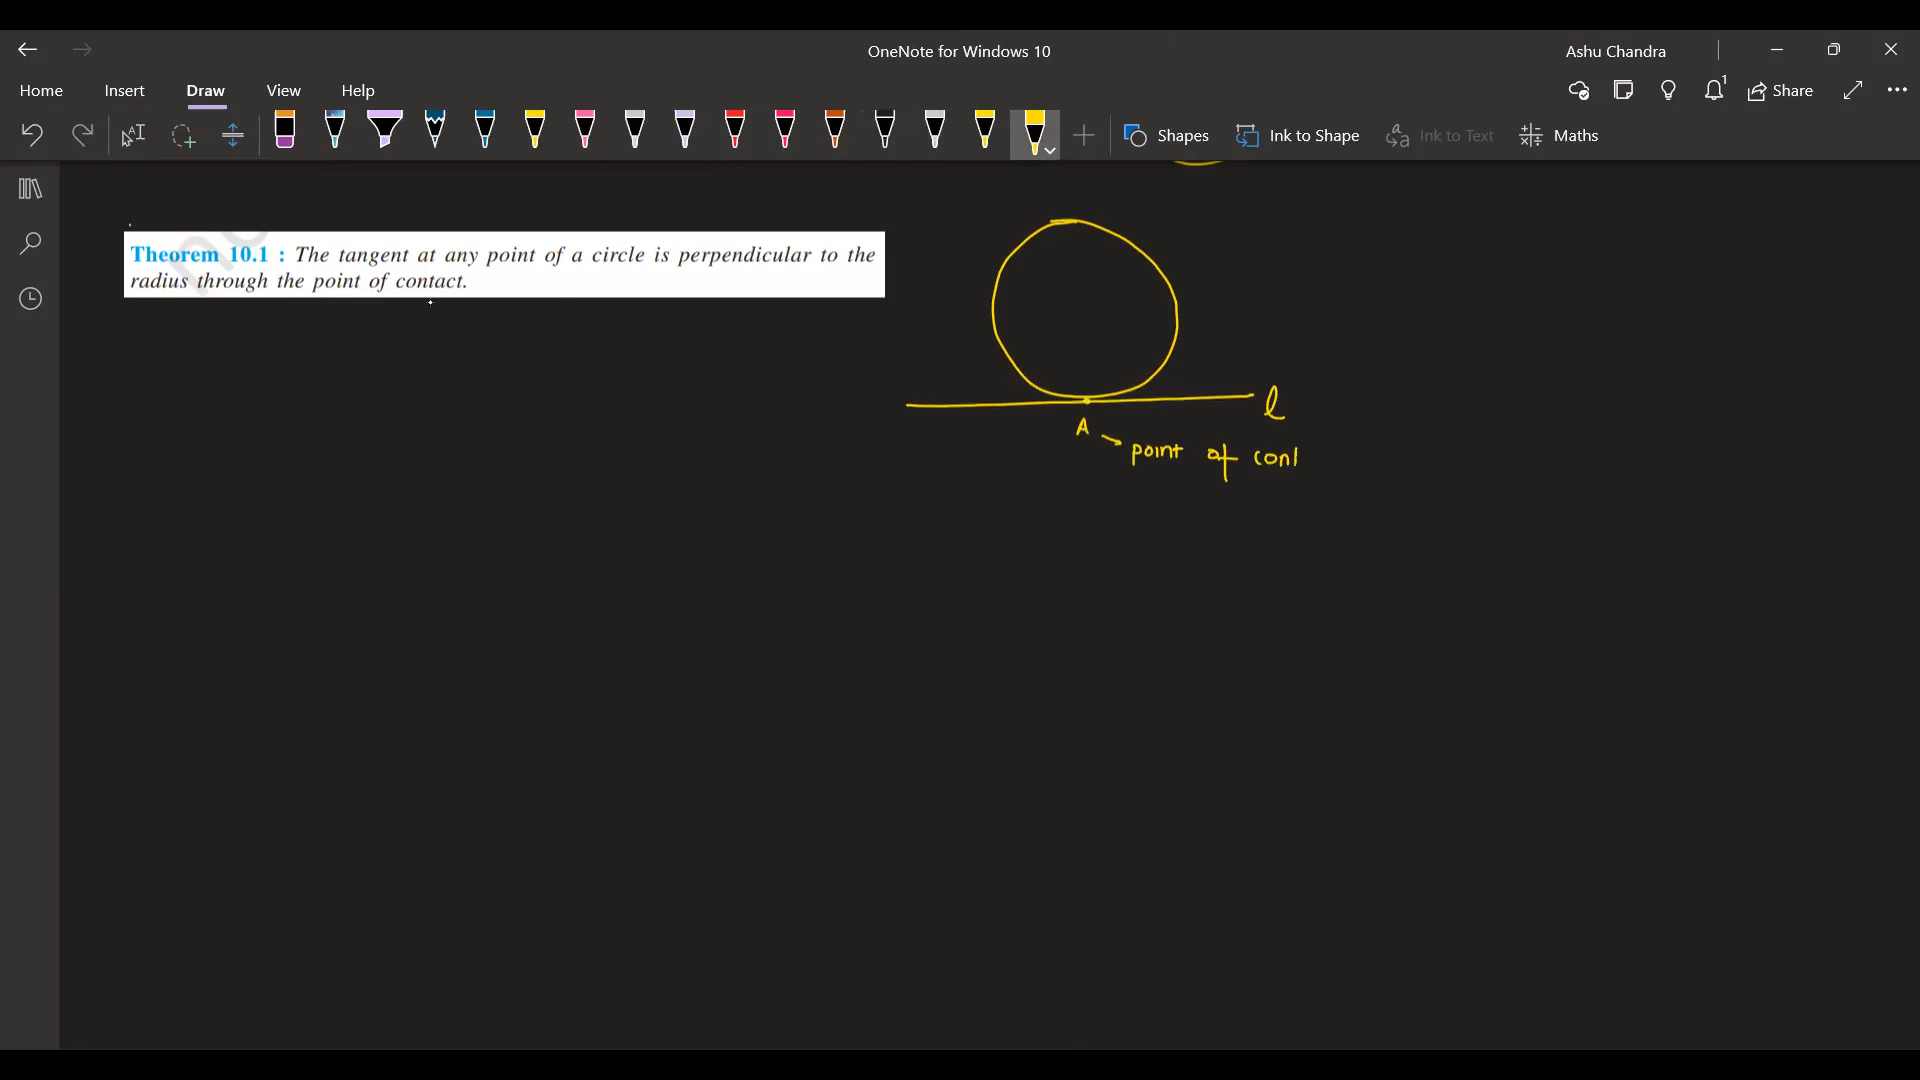 OneNote for Windows 10
Ashu Chandra
Home Insert Draw View Help
1 Share
Shapes Ink to Shape Ink to Text Maths
Theorem 10.1 : The tangent at any point of a circle is perpendicular to the
radius through the point of contact.
l
A
point of con